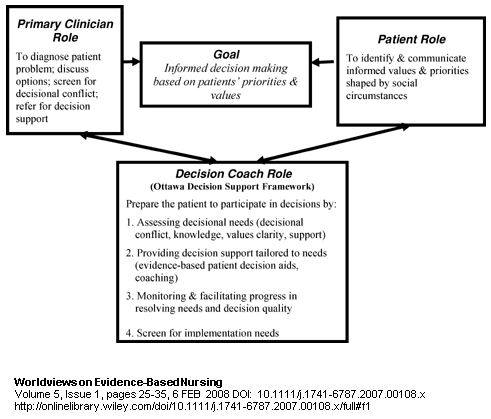 Primary Clinician
Role
To diagnose patient
problem; discuss
options; screen for
decisional conflict;
refer for decision
support
Goal
Informed decision making
based on patients' priorities &
values
Patient Role
To identify & communicate
informed values & priorities
shaped by social
circumstances
Decision Coach Role
(Ottawa Decision Support Framework)
Prepare the patient to participate in decisions by:
1. Assessing decisional needs (decisional
conflict, knowledge, values clarity, support)
2. Providing decision support tailored to needs
(evidence-based patient decision aids,
coaching)
3. Monitoring & facilitating progress in
resolving needs and decision quality
4. Screen for implementation needs
Worldviews on Evidence-Based Nursing
Volume 5, Issue 1, pages 25-35, 6 FEB 2008 DOI: 10.1111/j.1741-6787.2007.00108.x
http://onlinelibrary.wiley.com/doi/10.1111/j.1741-6787.2007.00108.x/full#f1